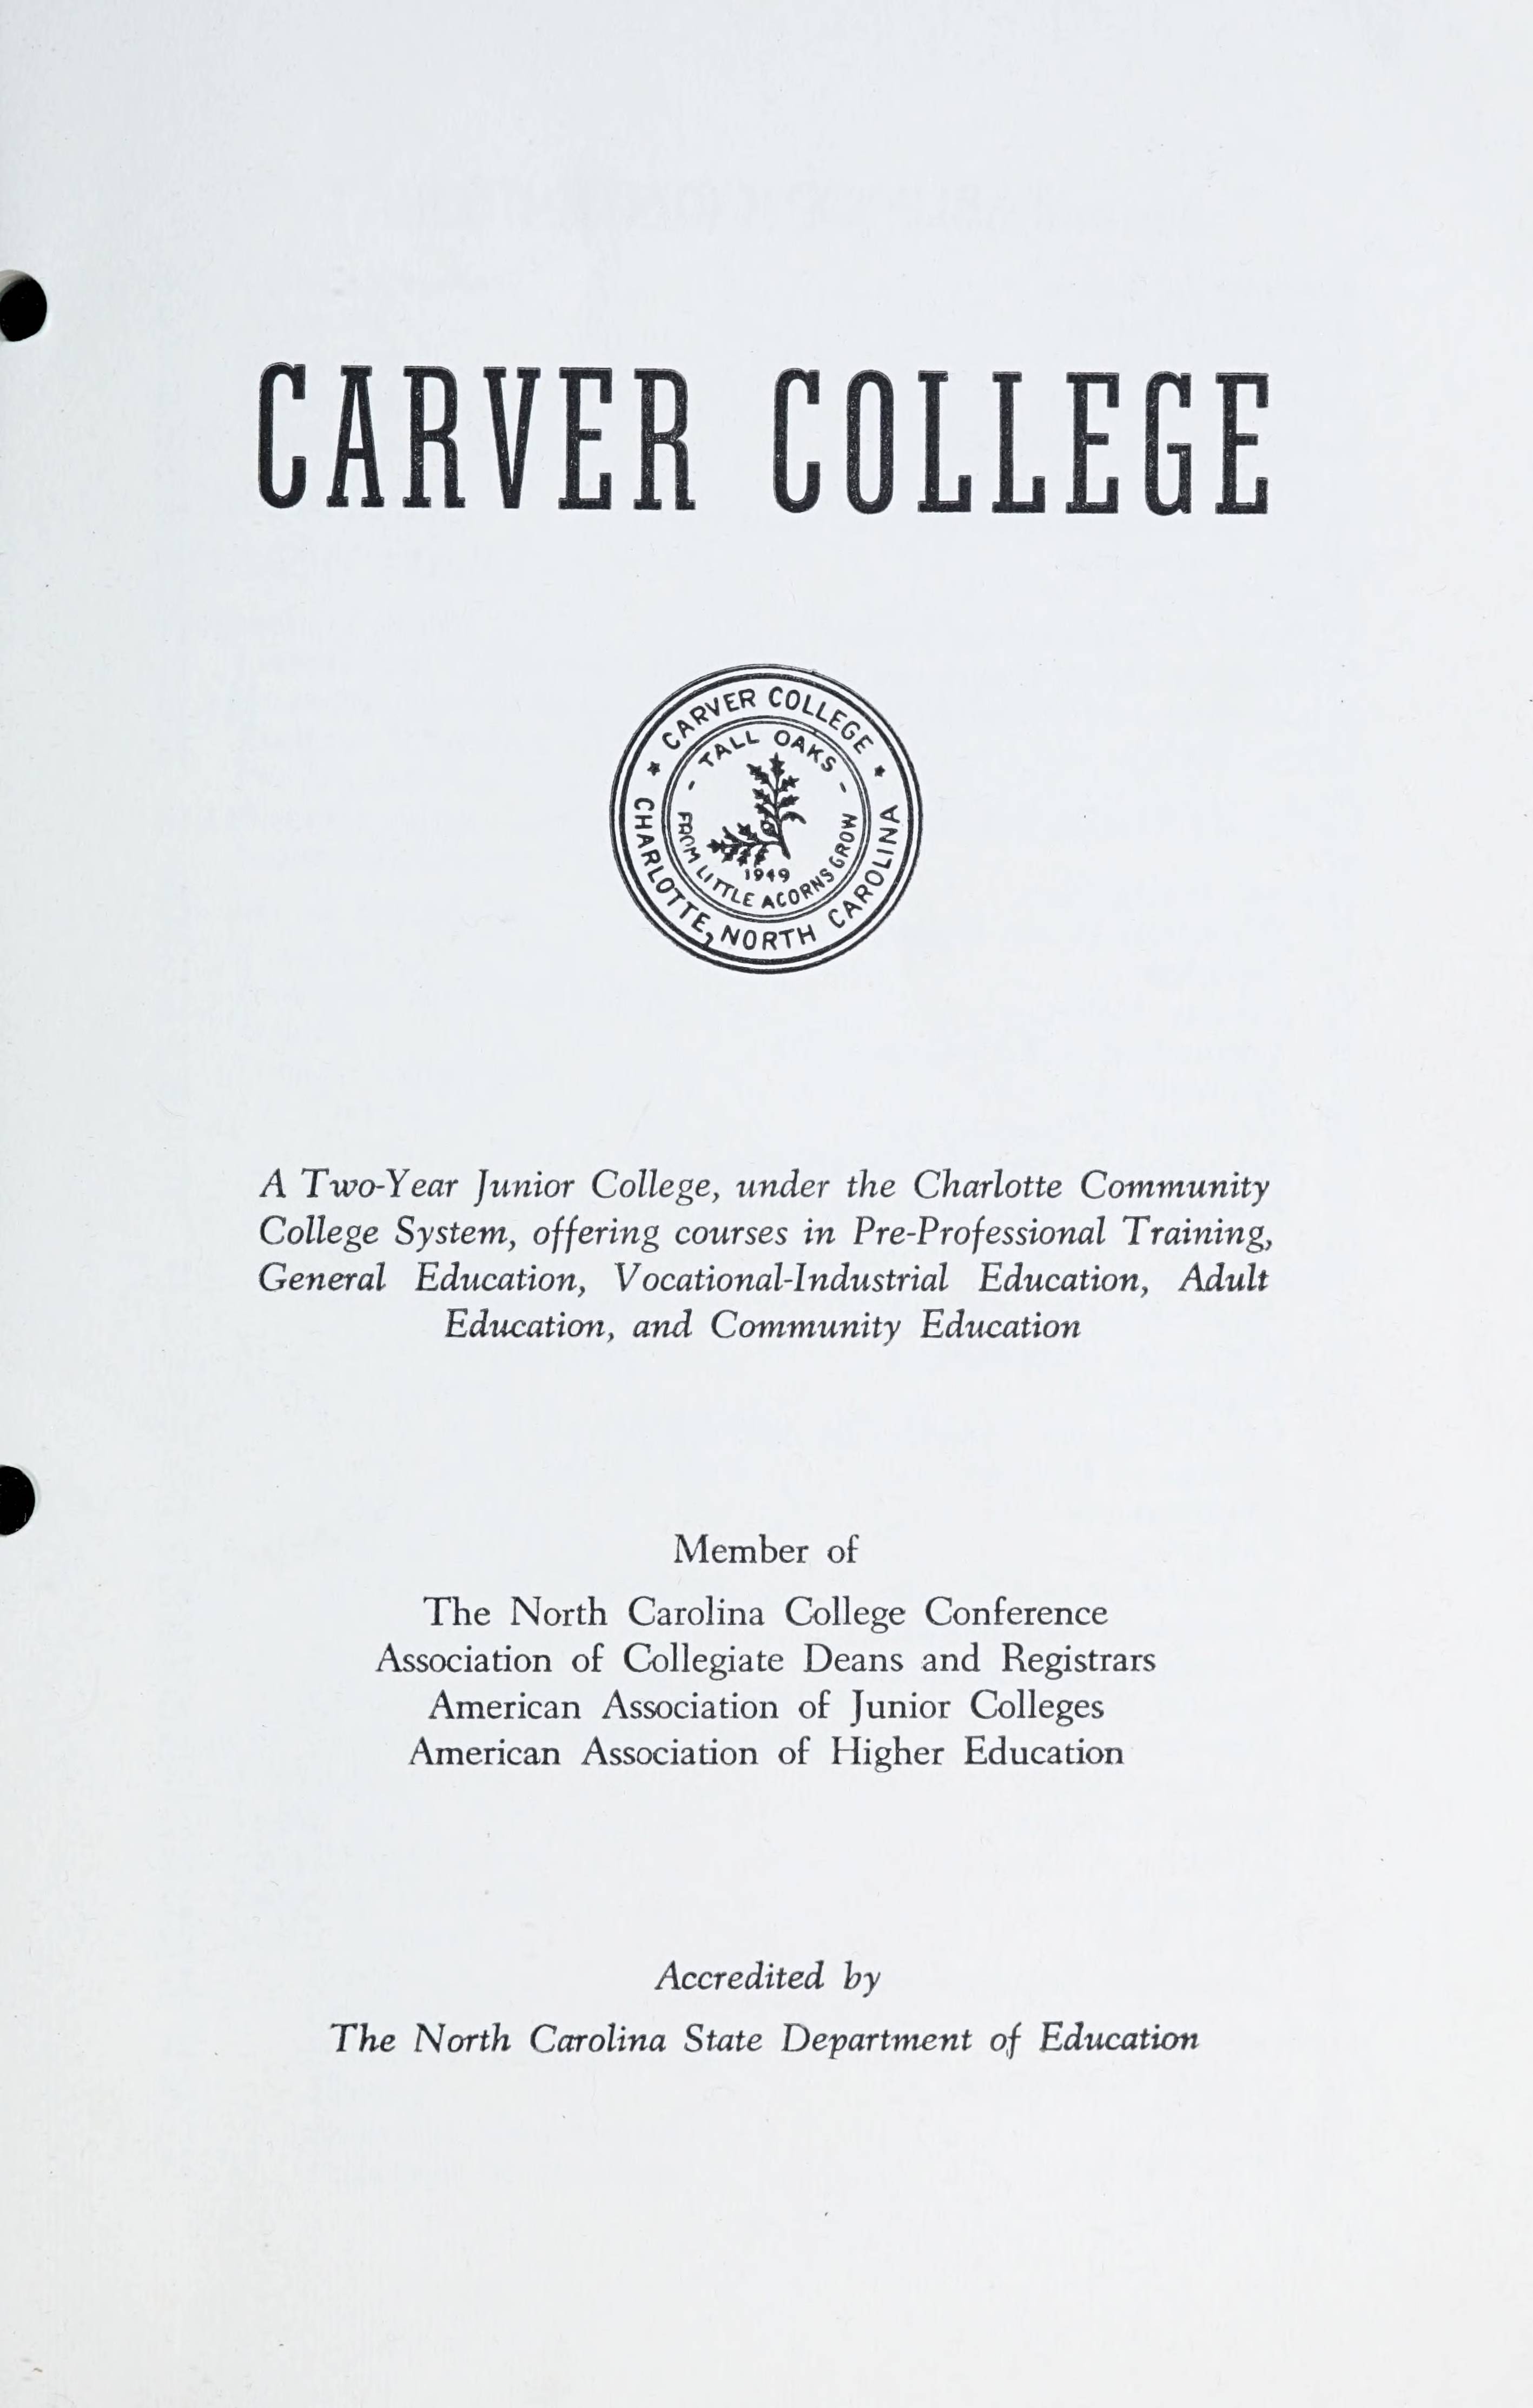 CARVER COLLEGE
★ CARVER COLLEGE ★
CHARLOTTE, NORTH CAROLINA
- TALL OAKS -
FROM LITTLE ACORNS GROW
1949
A Two-Year Junior College, under the Charlotte Community
College System, offering courses in Pre-Professional Training,
General Education, Vocational-Industrial Education, Adult
Education, and Community Education
Member of
The North Carolina College Conference
Association of Collegiate Deans and Registrars
American Association of Junior Colleges
American Association of Higher Education
Accredited by
The North Carolina State Department of Education